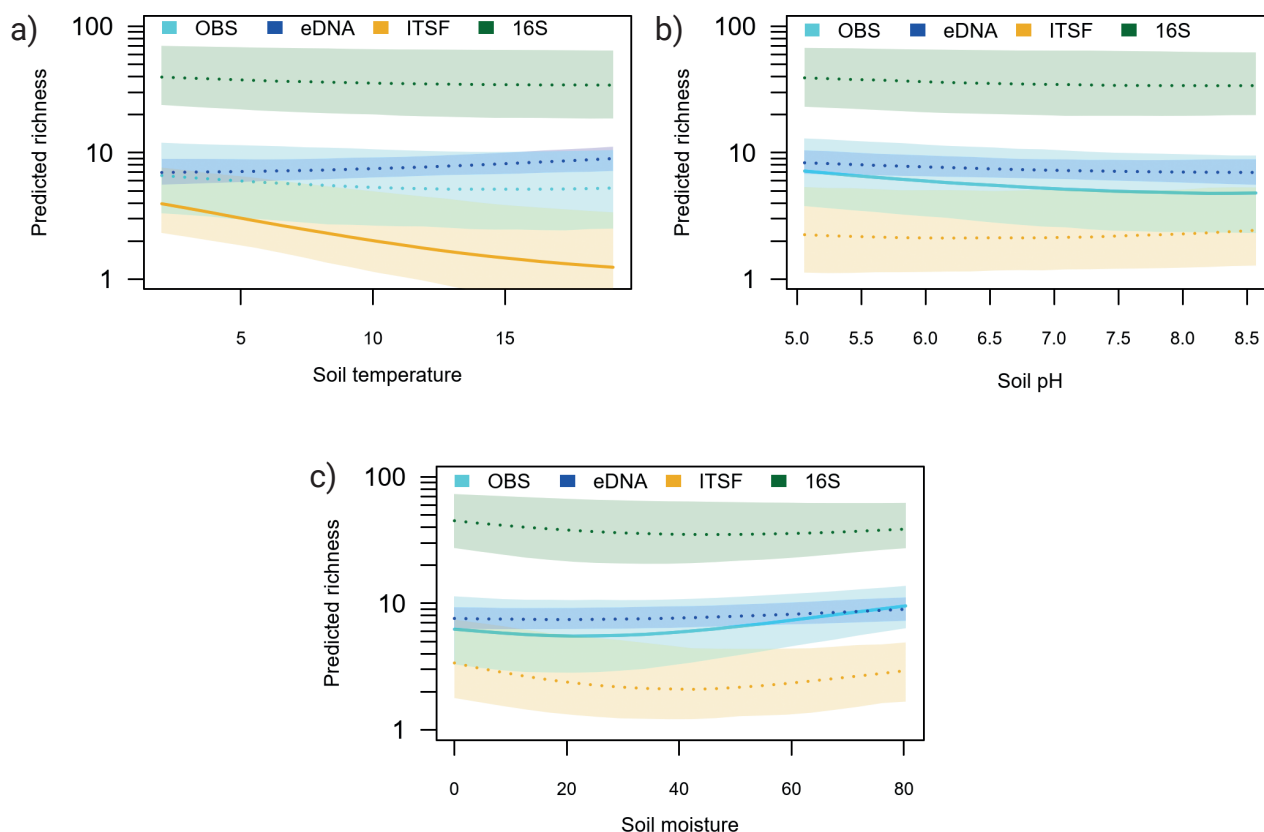 a)
100
10
1
Predicted richness
OBS eDNA ITSF 16S
5 10 15
Soil temperature
b)
100
10
1
Predicted richness
OBS eDNA ITSF 16S
5.0 5.5 6.0 6.5 7.0 7.5 8.0 8.5
Soil pH
c)
100
10
1
Predicted richness
OBS eDNA ITSF 16S
0 20 40 60 80
Soil moisture